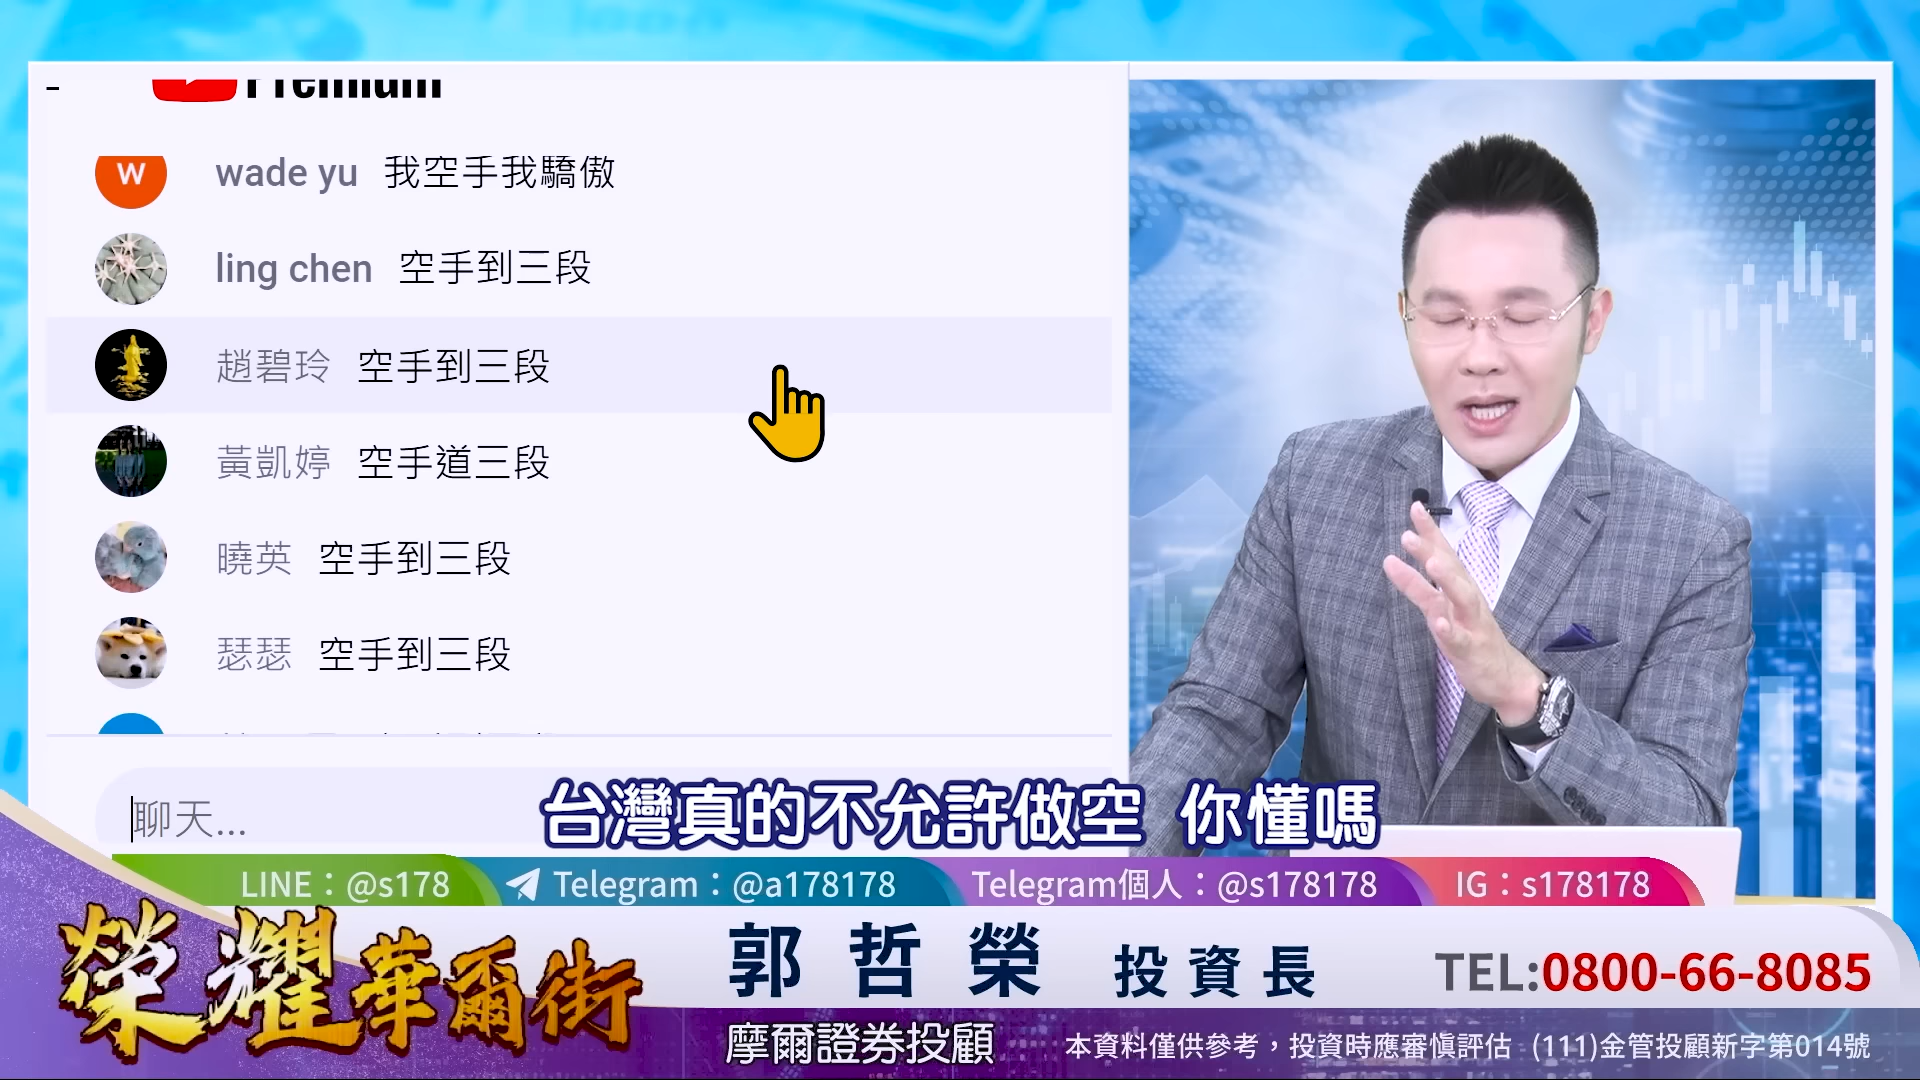 Premium
W
wade yu 我空手我驕傲
ling chen 空手到三段
趙碧玲 空手到三段
黃凱婷 空手道三段
曉英 空手到三段
瑟瑟 空手到三段
聊天...
台灣真的不允許做空 你懂嗎
LINE：@s178
Telegram：@a178178
Telegram個人：@s178178
IG：s178178
榮耀華爾街
郭哲榮 投資長
TEL:0800-66-8085
摩爾證券投顧
本資料僅供參考，投資時應審慎評估 (111)金管投顧新字第014號